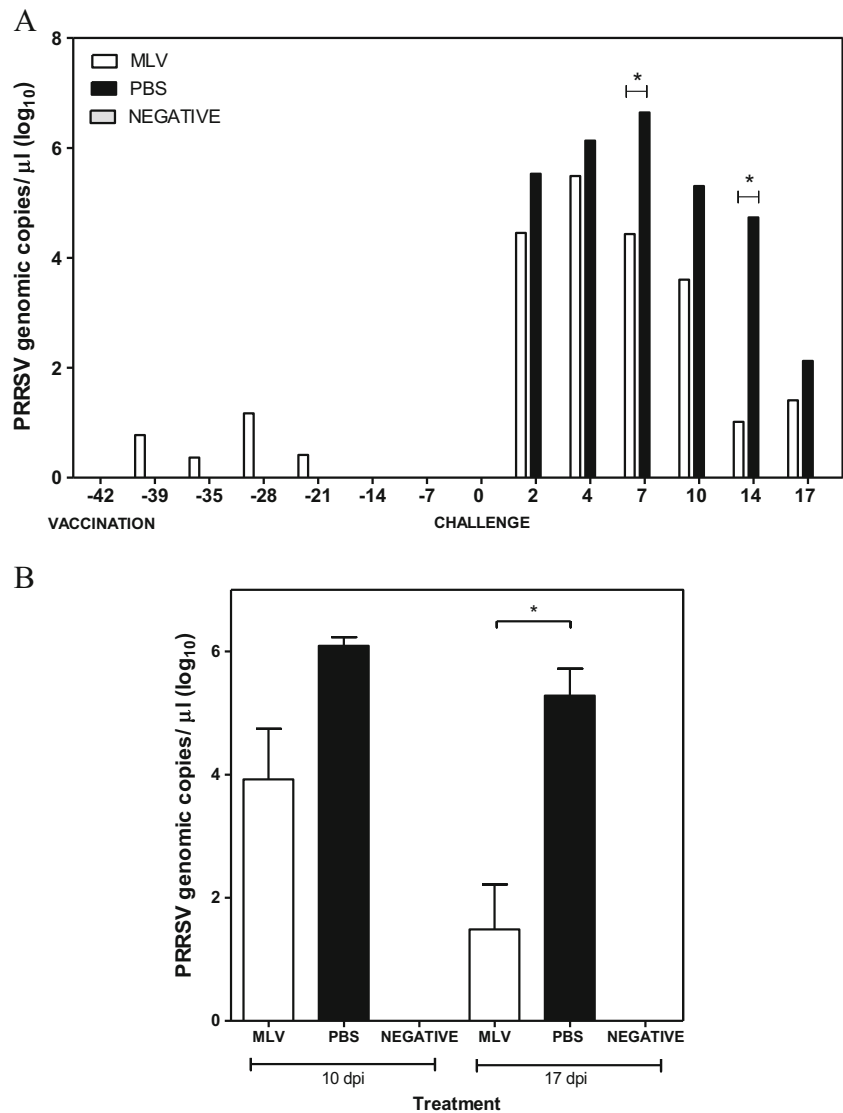 A
MLV
PBS
NEGATIVE
PRRSV genomic copies/ µl (log10)
8
6
4
2
0
* *
-42 -39 -35 -28 -21 -14 -7 0 2 4 7 10 14 17
VACCINATION CHALLENGE
B
PRRSV genomic copies/ µl (log10)
6
4
2
0
*
MLV PBS NEGATIVE MLV PBS NEGATIVE
10 dpi 17 dpi
Treatment